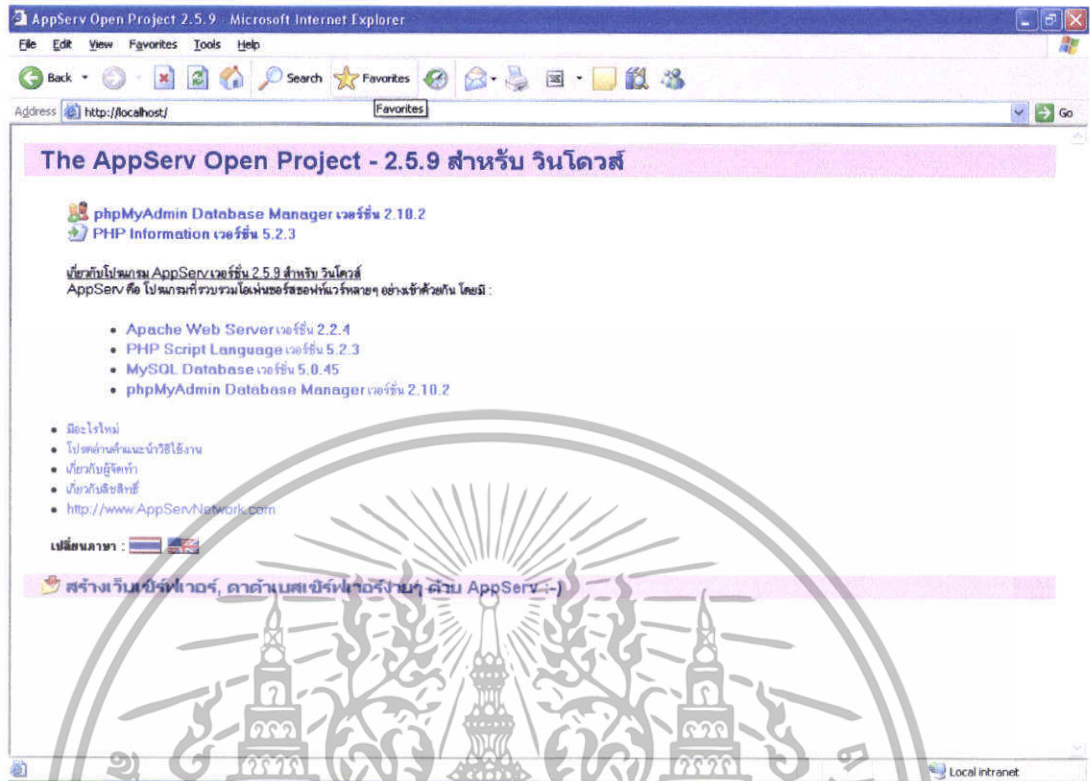 AppServ Open Project 2.5.9 - Microsoft Internet Explorer
File Edit View Favorites Tools Help
Back Search Favorites
Address http://localhost/ Go
Favorites
The AppServ Open Project - 2.5.9 สำหรับ วินโดวส์
phpMyAdmin Database Manager เวอร์ชั่น 2.10.2
PHP Information เวอร์ชั่น 5.2.3
เกี่ยวกับโปรแกรม AppServ เวอร์ชั่น 2.5.9 สำหรับ วินโดวส์
AppServ คือ โปรแกรมที่รวบรวมโอเพ่นซอร์สซอฟท์แวร์หลายๆ อย่างเข้าด้วยกัน โดยมี :
Apache Web Server เวอร์ชั่น 2.2.4
PHP Script Language เวอร์ชั่น 5.2.3
MySQL Database เวอร์ชั่น 5.0.45
phpMyAdmin Database Manager เวอร์ชั่น 2.10.2
มีอะไรใหม่
โปรดอ่านคำแนะนำวิธีใช้งาน
เกี่ยวกับผู้จัดทำ
เกี่ยวกับลิขสิทธิ์
http://www.AppServNetwork.com
เปลี่ยนภาษา :
สร้างเว็บเซิร์ฟเวอร์, ดาต้าเบสเซิร์ฟเวอร์ง่ายๆ ด้วย AppServ :-)
Local intranet